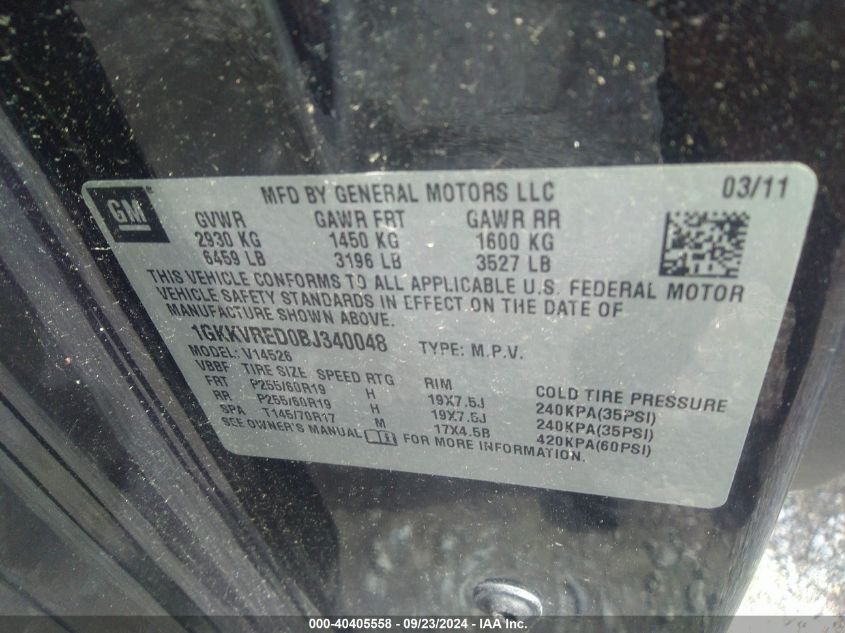 GM
MFD BY GENERAL MOTORS LLC 03/11
GVWR GAWR FRT GAWR RR
2930 KG 1450 KG 1600 KG
6459 LB 3196 LB 3527 LB
THIS VEHICLE CONFORMS TO ALL APPLICABLE U.S. FEDERAL MOTOR
VEHICLE SAFETY STANDARDS IN EFFECT ON THE DATE OF
MANUFACTURE SHOWN ABOVE.
1GKKVRED0BJ340048 TYPE: M.P.V.
MODEL: V14526
VBBF TIRE SIZE SPEED RTG RIM COLD TIRE PRESSURE
FRT P255/60R19 H 19X7.5J 240KPA(35PSI)
RR P255/60R19 H 19X7.5J 240KPA(35PSI)
SPA T145/70R17 M 17X4.5B 420KPA(60PSI)
SEE OWNER'S MANUAL FOR MORE INFORMATION.
000-40405558 - 09/23/2024 - IAA Inc.